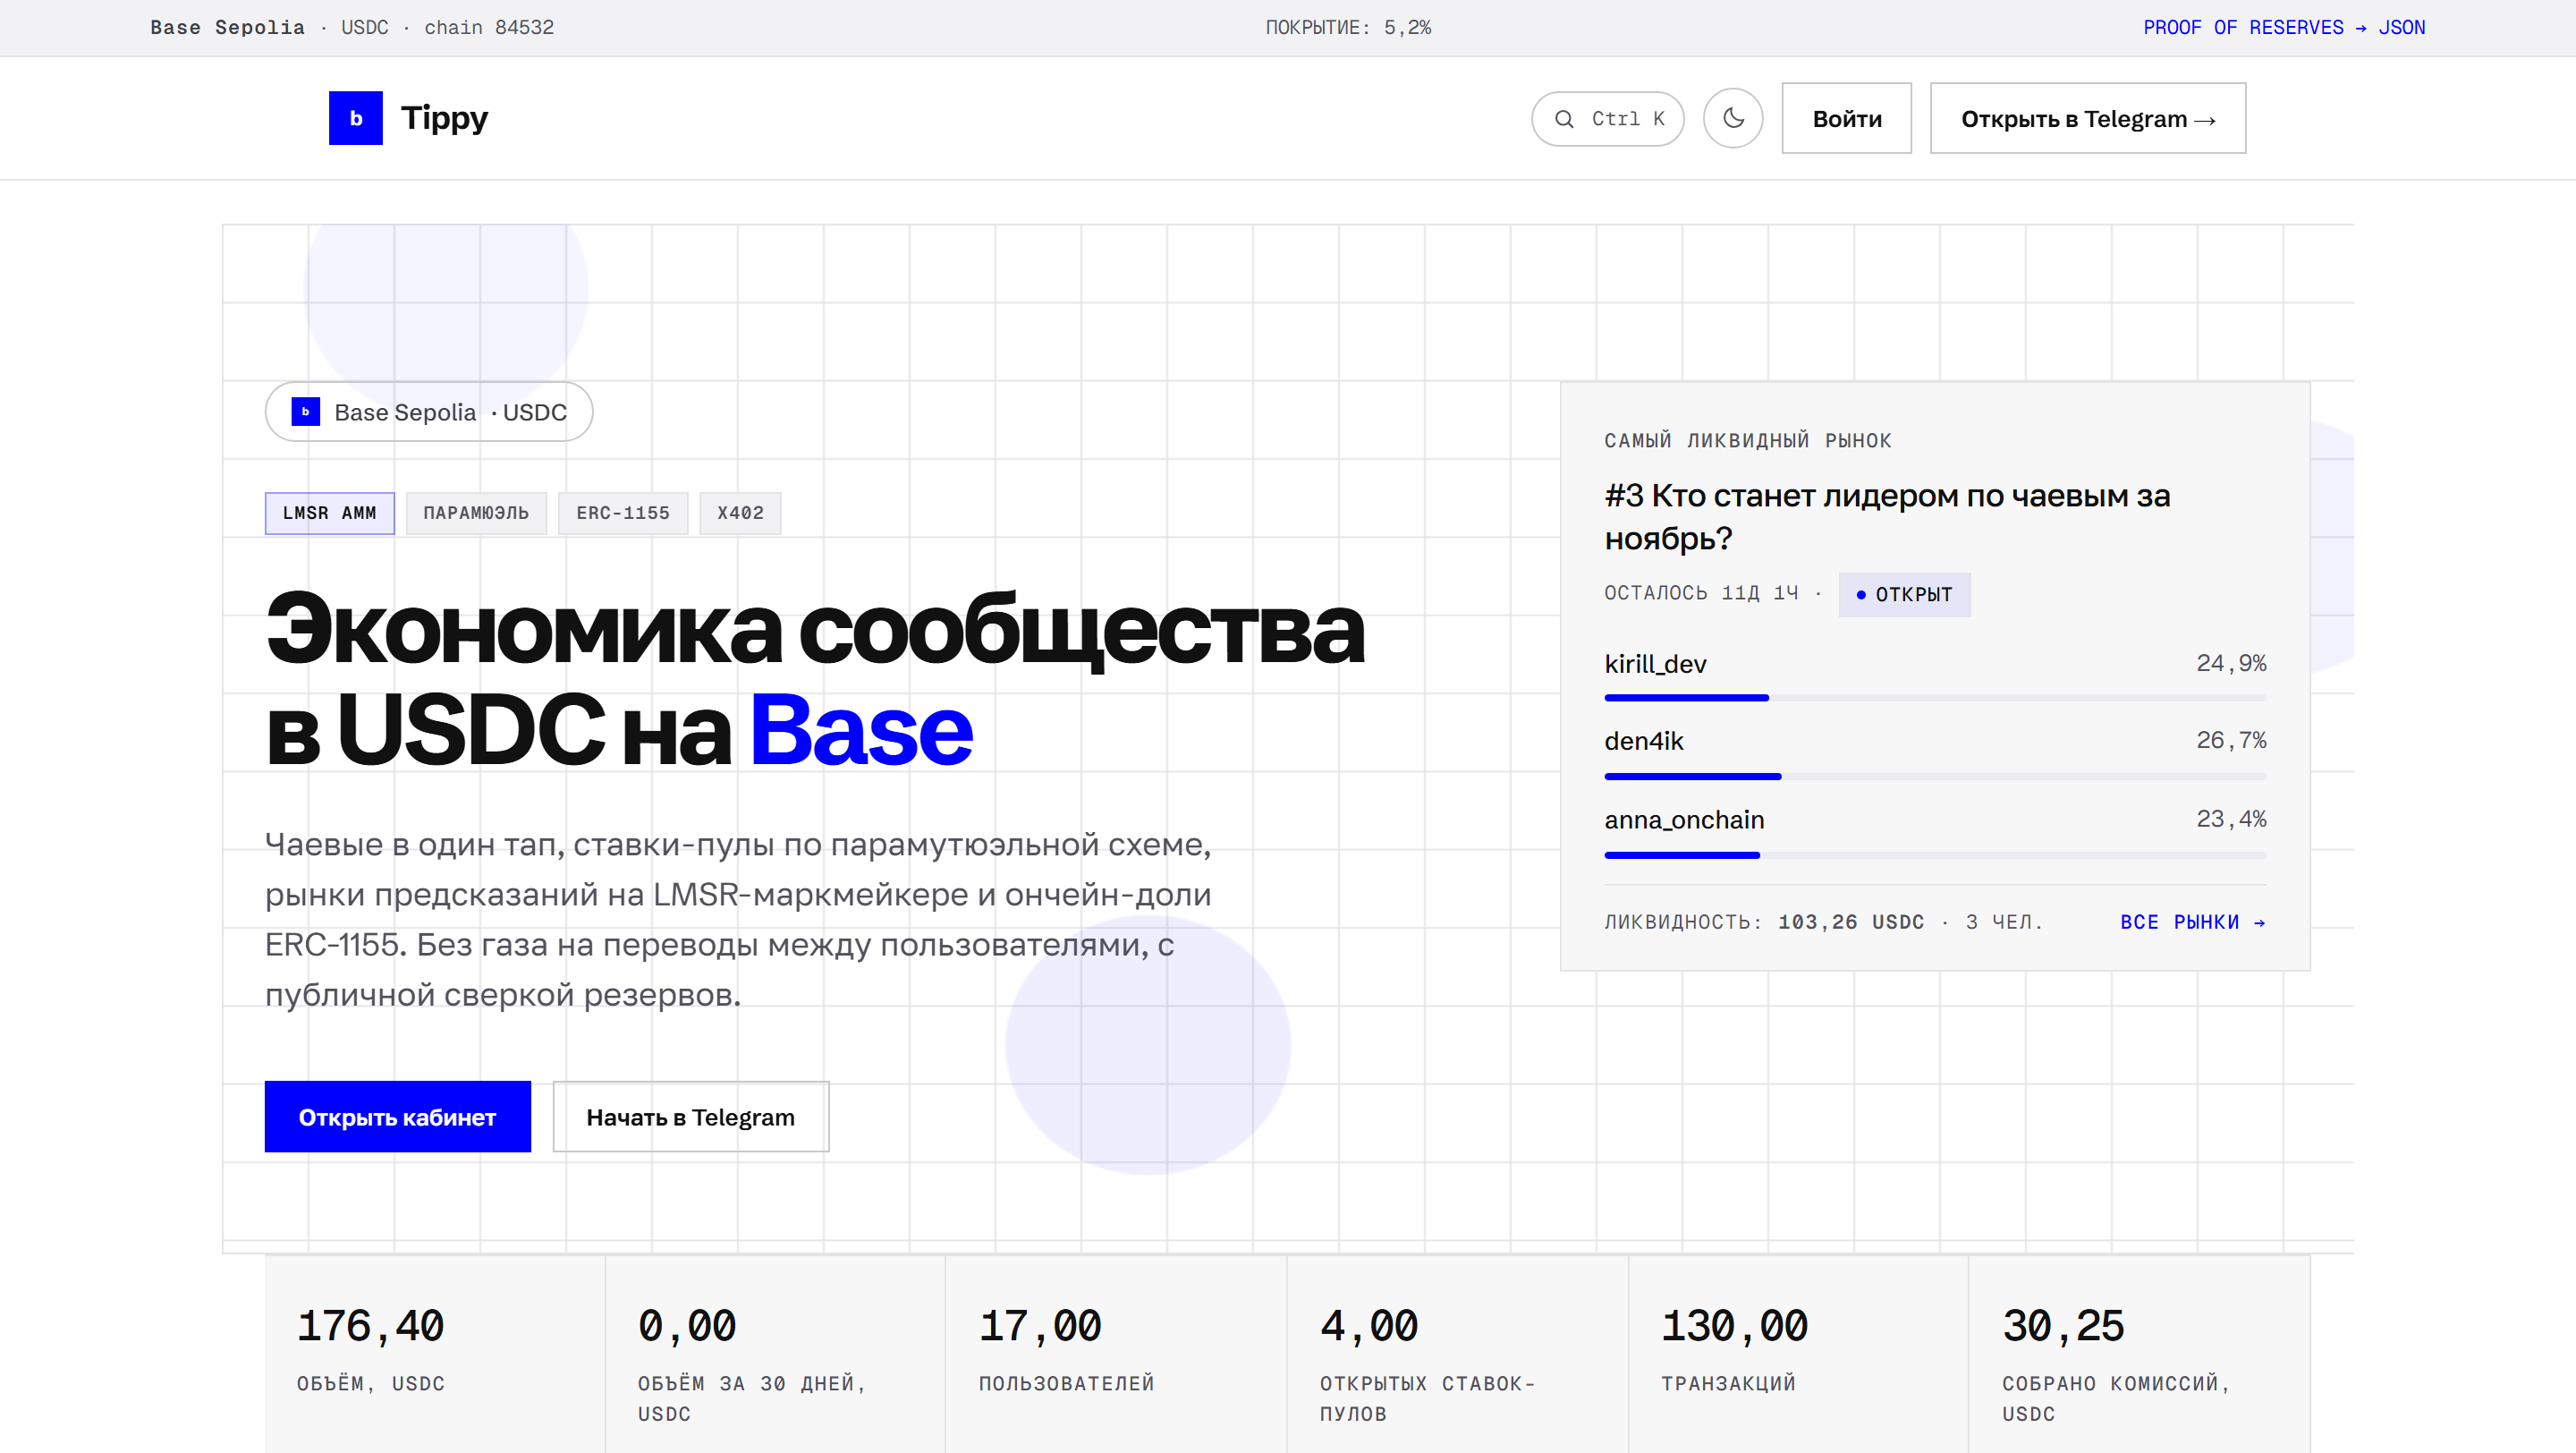 Base Sepolia · USDC · chain 84532
ПОКРЫТИЕ: 5,2%
PROOF OF RESERVES → JSON
b Tippy
Ctrl K
Войти
Открыть в Telegram →
b Base Sepolia · USDC
LMSR AMM
ПАРАМЮЭЛЬ
ERC-1155
X402
Экономика сообщества
в USDC на Base
Чаевые в один тап, ставки-пулы по парамутюэльной схеме,
рынки предсказаний на LMSR-маркмейкере и ончейн-доли
ERC-1155. Без газа на переводы между пользователями, с
публичной сверкой резервов.
Открыть кабинет
Начать в Telegram
САМЫЙ ЛИКВИДНЫЙ РЫНОК
#3 Кто станет лидером по чаевым за
ноябрь?
ОСТАЛОСЬ 11Д 1Ч ·
ОТКРЫТ
kirill_dev 24,9%
den4ik 26,7%
anna_onchain 23,4%
ЛИКВИДНОСТЬ: 103,26 USDC · 3 ЧЕЛ.
ВСЕ РЫНКИ →
176,40
ОБЪЁМ, USDC
0,00
ОБЪЁМ ЗА 30 ДНЕЙ,
USDC
17,00
ПОЛЬЗОВАТЕЛЕЙ
4,00
ОТКРЫТЫХ СТАВОК-
ПУЛОВ
130,00
ТРАНЗАКЦИЙ
30,25
СОБРАНО КОМИССИЙ,
USDC